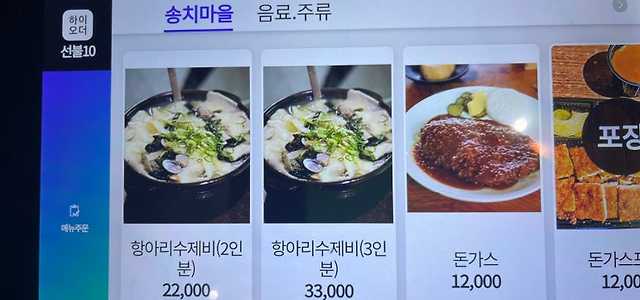 하이
오더
선불10
송치마을 음료.주류
메뉴주문
항아리수제비(2인
분)
22,000
항아리수제비(3인
분)
33,000
돈가스
12,000
포장
돈가스